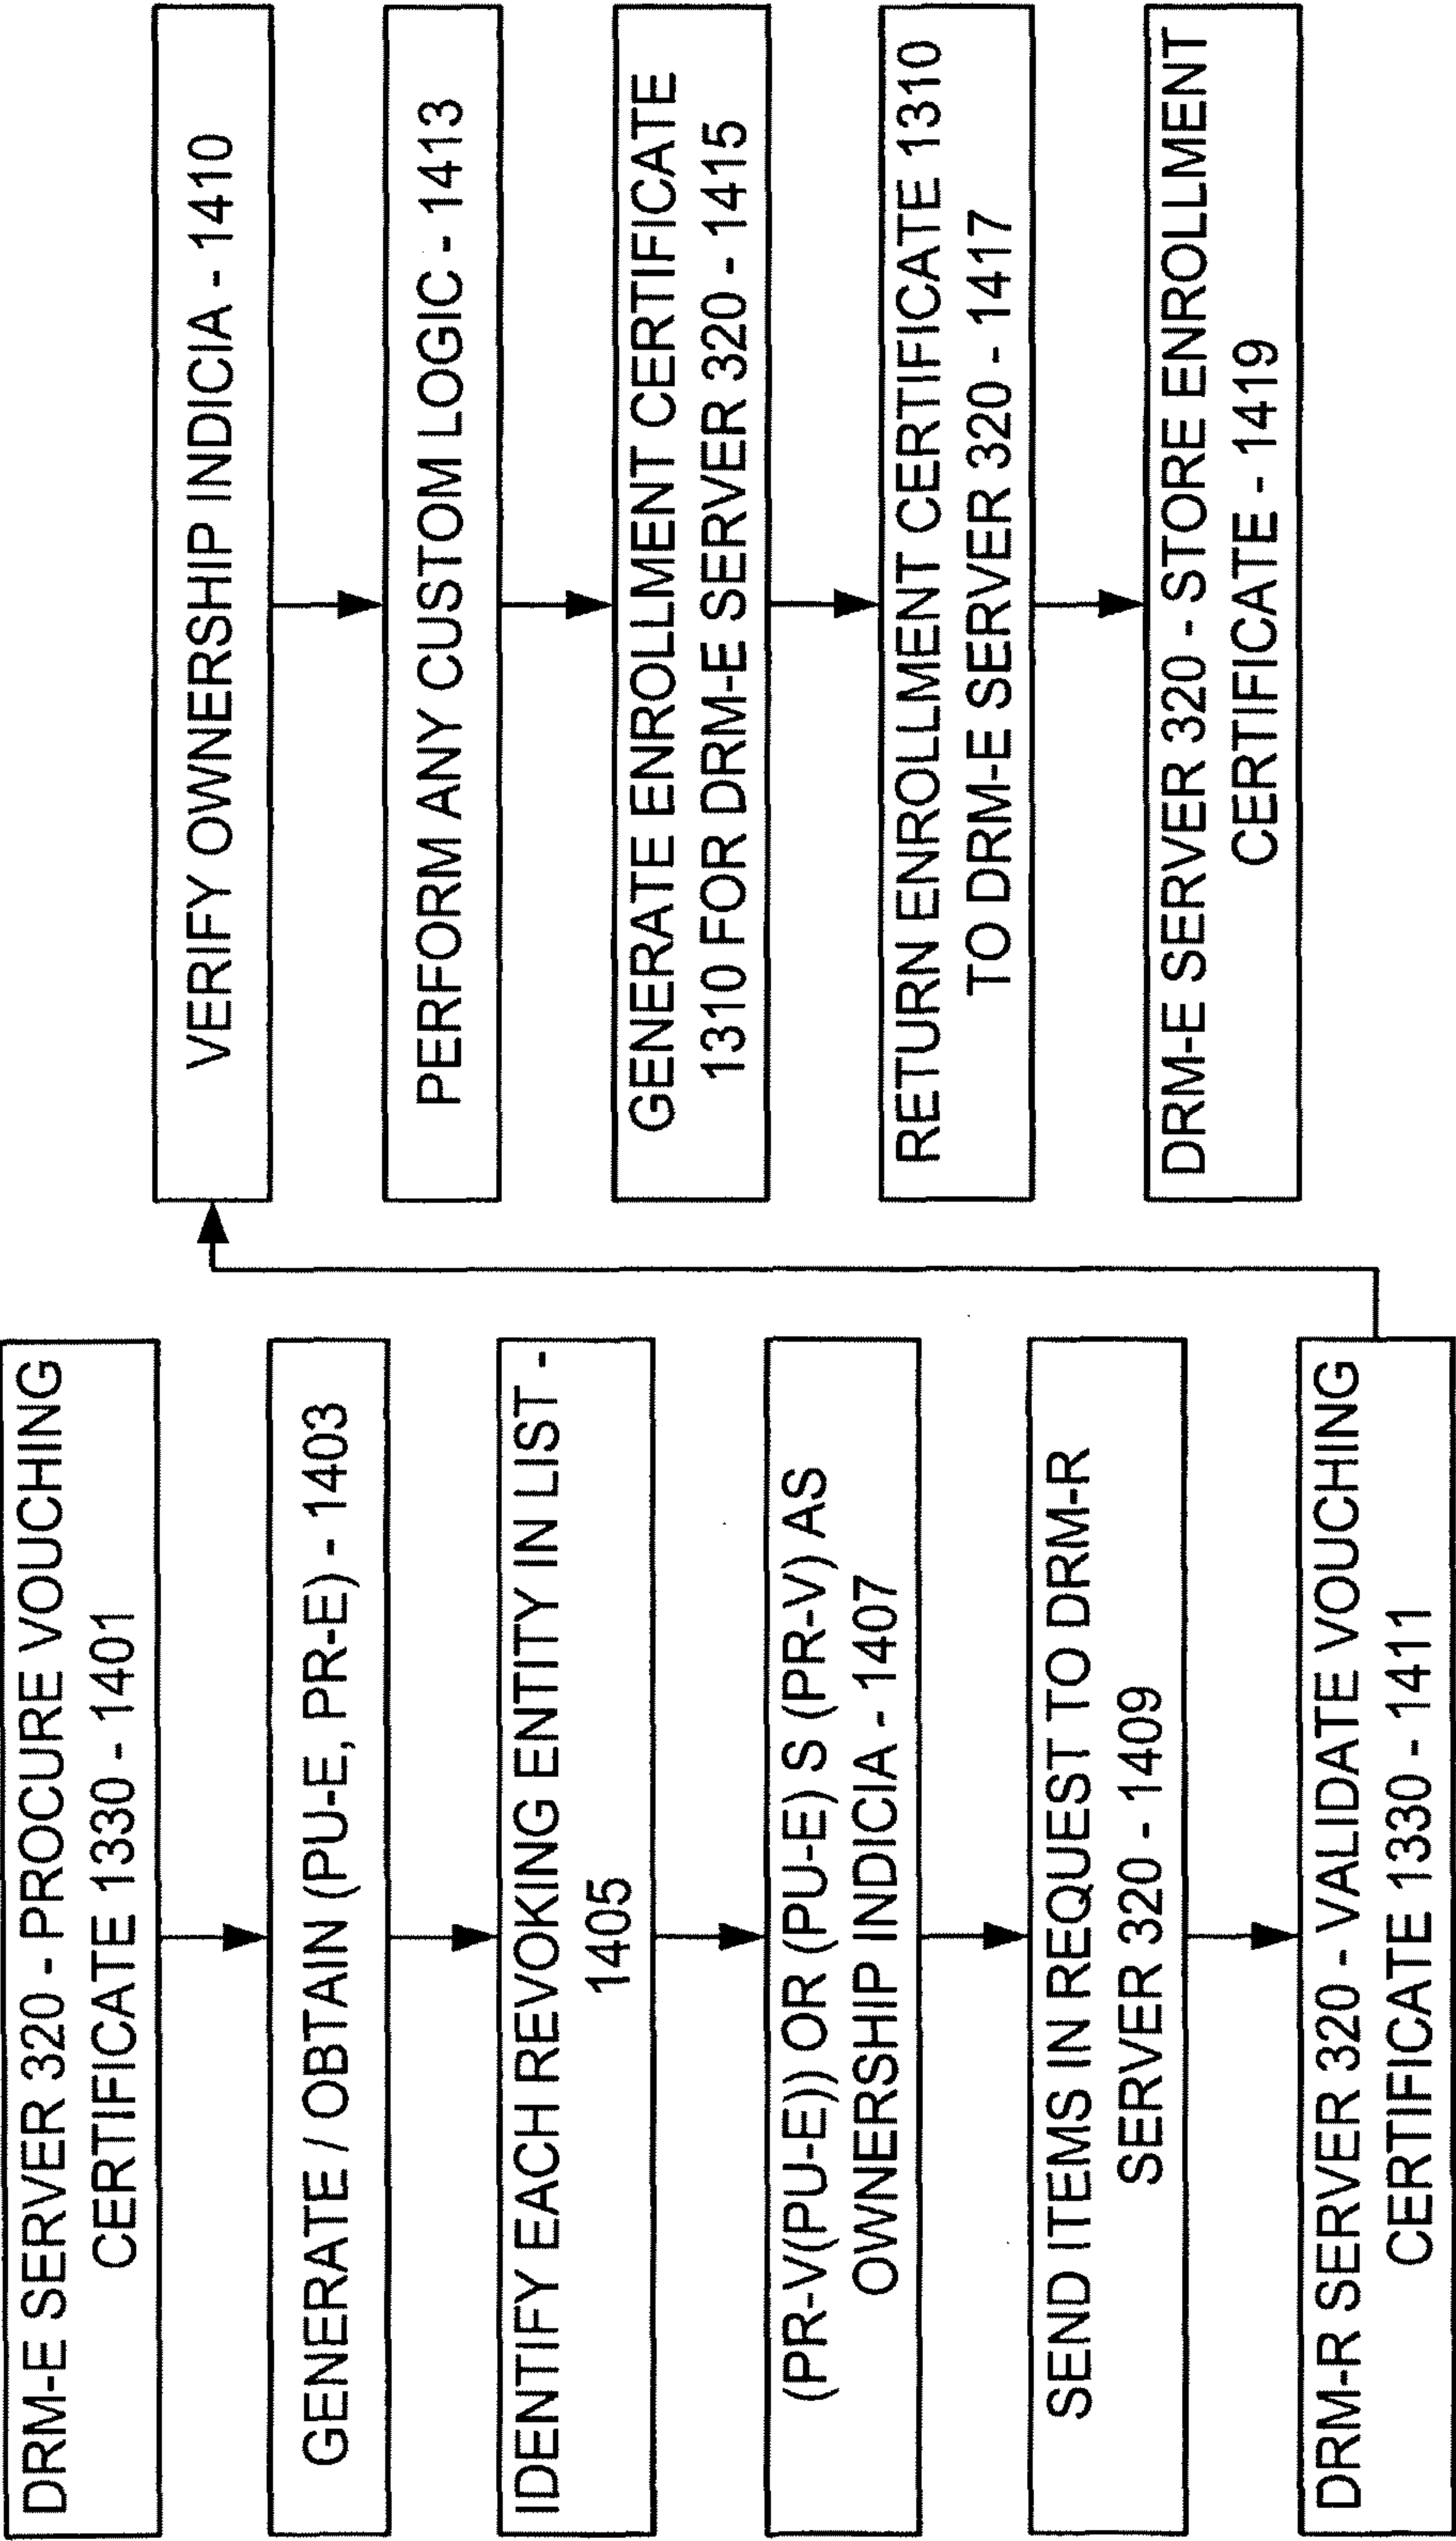 DRM-E SERVER 320 - PROCURE VOUCHING
CERTIFICATE 1330 - 1401
GENERATE / OBTAIN (PU-E, PR-E) - 1403
IDENTIFY EACH REVOKING ENTITY IN LIST -
1405
(PR-V(PU-E)) OR (PU-E) S (PR-V) AS
OWNERSHIP INDICIA - 1407
SEND ITEMS IN REQUEST TO DRM-R
SERVER 320 - 1409
DRM-R SERVER 320 - VALIDATE VOUCHING
CERTIFICATE 1330 - 1411
VERIFY OWNERSHIP INDICIA - 1410
PERFORM ANY CUSTOM LOGIC - 1413
GENERATE ENROLLMENT CERTIFICATE
1310 FOR DRM-E SERVER 320 - 1415
RETURN ENROLLMENT CERTIFICATE 1310
TO DRM-E SERVER 320 - 1417
DRM-E SERVER 320 - STORE ENROLLMENT
CERTIFICATE - 1419